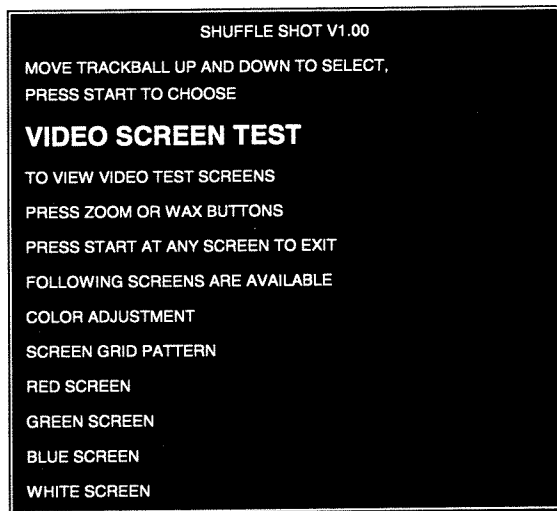 SHUFFLE SHOT V1.00
MOVE TRACKBALL UP AND DOWN TO SELECT,
PRESS START TO CHOOSE
VIDEO SCREEN TEST
TO VIEW VIDEO TEST SCREENS
PRESS ZOOM OR WAX BUTTONS
PRESS START AT ANY SCREEN TO EXIT
FOLLOWING SCREENS ARE AVAILABLE
COLOR ADJUSTMENT
SCREEN GRID PATTERN
RED SCREEN
GREEN SCREEN
BLUE SCREEN
WHITE SCREEN